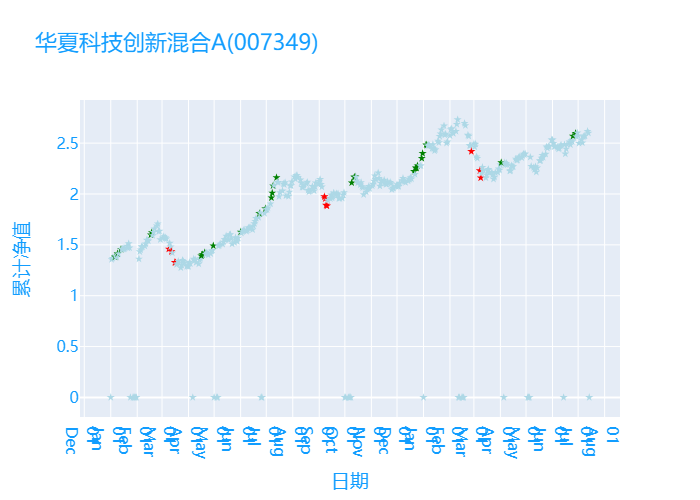 华夏科技创新混合A(007349)
累计净值
2.5
2
1.5
1
0.5
0
Dec
Jan
Feb
Mar
Apr
May
Jun
Jul
Aug
Sep
Oct
Nov
Dec
Jan
Feb
Mar
Apr
May
Jun
Jul
Aug
01
日期